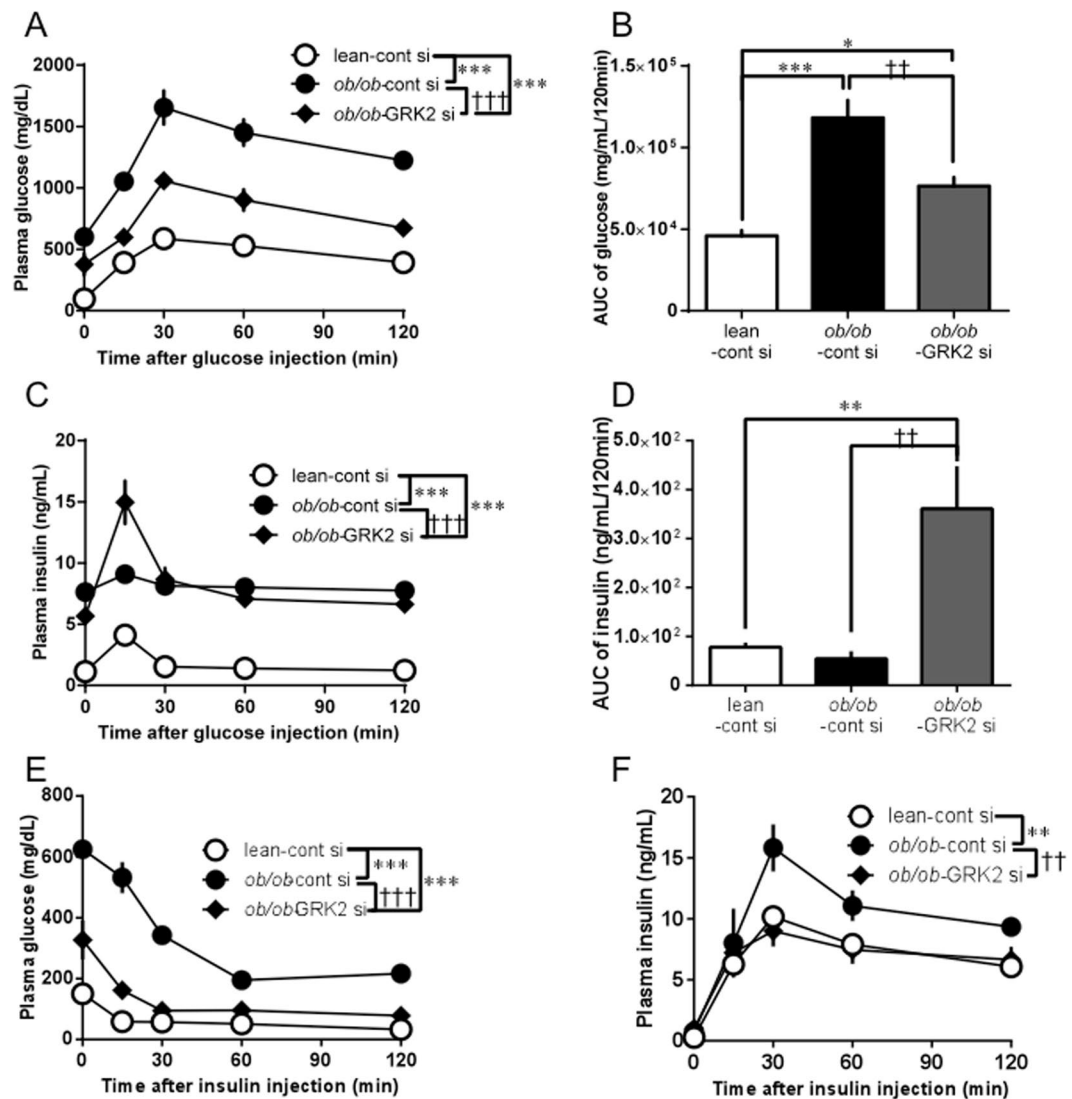 A
lean-cont si
ob/ob-cont si
ob/ob-GRK2 si
***
†††
***
Plasma glucose (mg/dL)
2000
1500
1000
500
0
0 30 60 90 120
Time after glucose injection (min)
B
*
***
††
AUC of glucose (mg/mL/120min)
1.5×10⁵
1.0×10⁵
5.0×10⁴
0
lean
-cont si
ob/ob
-cont si
ob/ob
-GRK2 si
C
lean-cont si
ob/ob-cont si
ob/ob-GRK2 si
***
†††
***
Plasma insulin (ng/mL)
20
15
10
5
0
0 30 60 90 120
Time after glucose injection (min)
D
**
††
AUC of insulin (ng/mL/120min)
5.0×10²
4.0×10²
3.0×10²
2.0×10²
1.0×10²
0
lean
-cont si
ob/ob
-cont si
ob/ob
-GRK2 si
E
lean-cont si
ob/ob-cont si
ob/ob-GRK2 si
***
†††
***
Plasma glucose (mg/dL)
800
600
400
200
0
0 30 60 90 120
Time after insulin injection (min)
F
lean-cont si
ob/ob-cont si
ob/ob-GRK2 si
**
††
Plasma insulin (ng/mL)
20
15
10
5
0
0 30 60 90 120
Time after insulin injection (min)